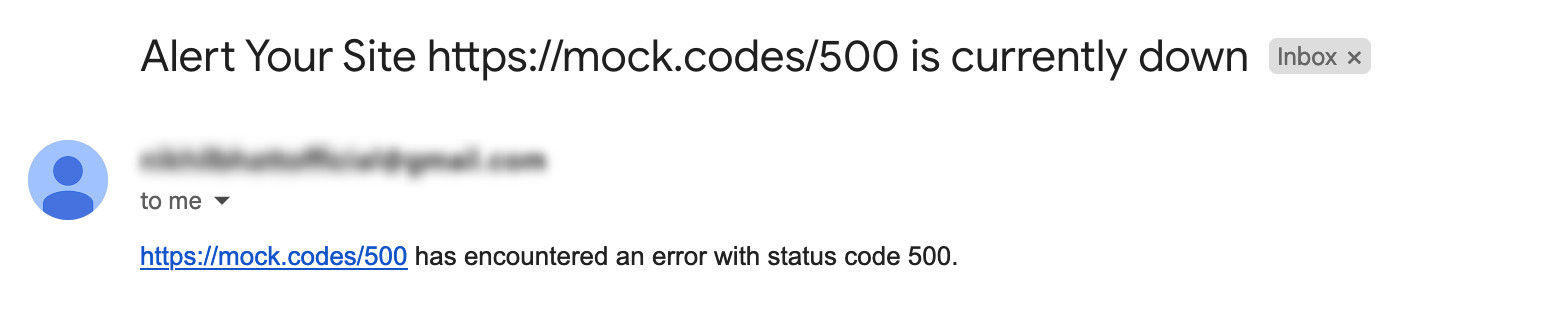 Alert Your Site https://mock.codes/500 is currently down Inbox ×
to me
https://mock.codes/500 has encountered an error with status code 500.